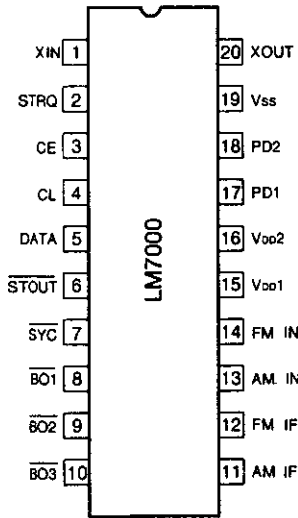 XIN 1
STRQ 2
CE 3
CL 4
DATA 5
STOUT 6
SYC 7
BO1 8
BO2 9
BO3 10
LM7000
20 XOUT
19 Vss
18 PD2
17 PD1
16 VDD2
15 VDD1
14 FM IN
13 AM. IN
12 FM IF
11 AM IF